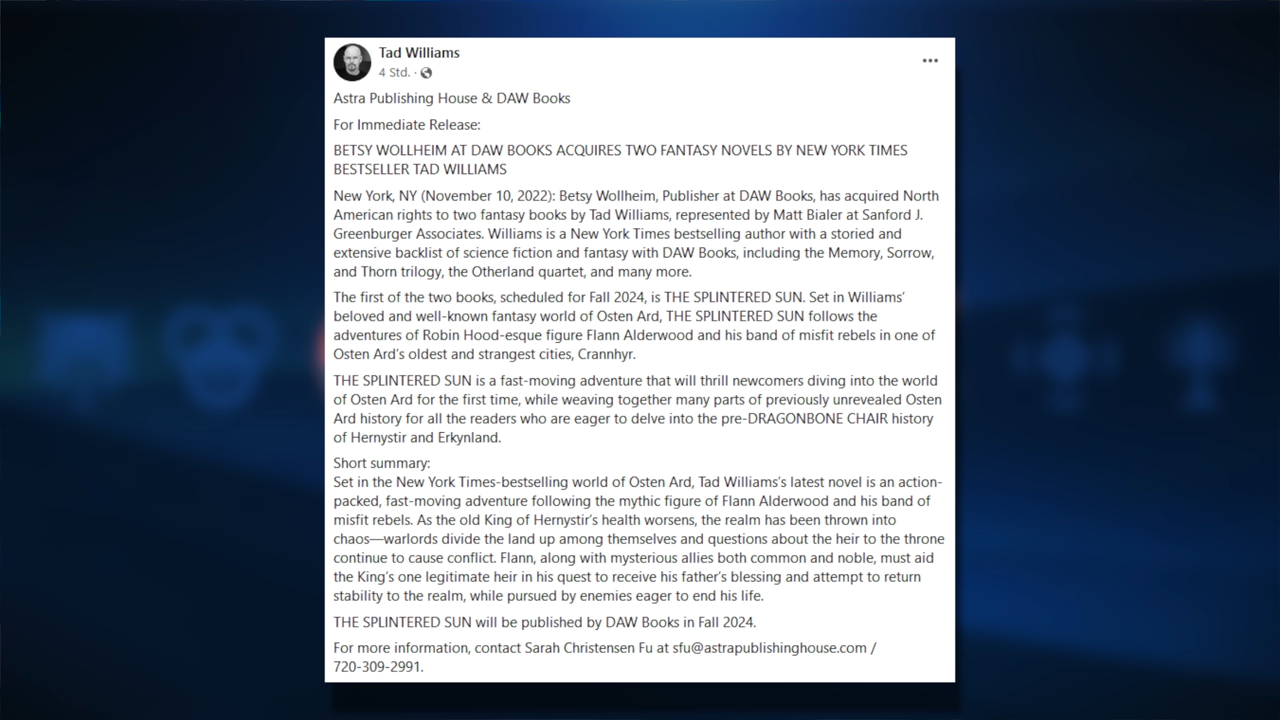 Tad Williams
4 Std. ·
Astra Publishing House & DAW Books
For Immediate Release:
BETSY WOLLHEIM AT DAW BOOKS ACQUIRES TWO FANTASY NOVELS BY NEW YORK TIMES
BESTSELLER TAD WILLIAMS
New York, NY (November 10, 2022): Betsy Wollheim, Publisher at DAW Books, has acquired North
American rights to two fantasy books by Tad Williams, represented by Matt Bialer at Sanford J.
Greenburger Associates. Williams is a New York Times bestselling author with a storied and
extensive backlist of science fiction and fantasy with DAW Books, including the Memory, Sorrow,
and Thorn trilogy, the Otherland quartet, and many more.
The first of the two books, scheduled for Fall 2024, is THE SPLINTERED SUN. Set in Williams’
beloved and well-known fantasy world of Osten Ard, THE SPLINTERED SUN follows the
adventures of Robin Hood-esque figure Flann Alderwood and his band of misfit rebels in one of
Osten Ard’s oldest and strangest cities, Crannhyr.
THE SPLINTERED SUN is a fast-moving adventure that will thrill newcomers diving into the world
of Osten Ard for the first time, while weaving together many parts of previously unrevealed Osten
Ard history for all the readers who are eager to delve into the pre-DRAGONBONE CHAIR history
of Hernystir and Erkynland.
Short summary:
Set in the New York Times-bestselling world of Osten Ard, Tad Williams’s latest novel is an action-
packed, fast-moving adventure following the mythic figure of Flann Alderwood and his band of
misfit rebels. As the old King of Hernystir’s health worsens, the realm has been thrown into
chaos—warlords divide the land up among themselves and questions about the heir to the throne
continue to cause conflict. Flann, along with mysterious allies both common and noble, must aid
the King’s one legitimate heir in his quest to receive his father’s blessing and attempt to return
stability to the realm, while pursued by enemies eager to end his life.
THE SPLINTERED SUN will be published by DAW Books in Fall 2024.
For more information, contact Sarah Christensen Fu at sfu@astrapublishinghouse.com /
720-309-2991.